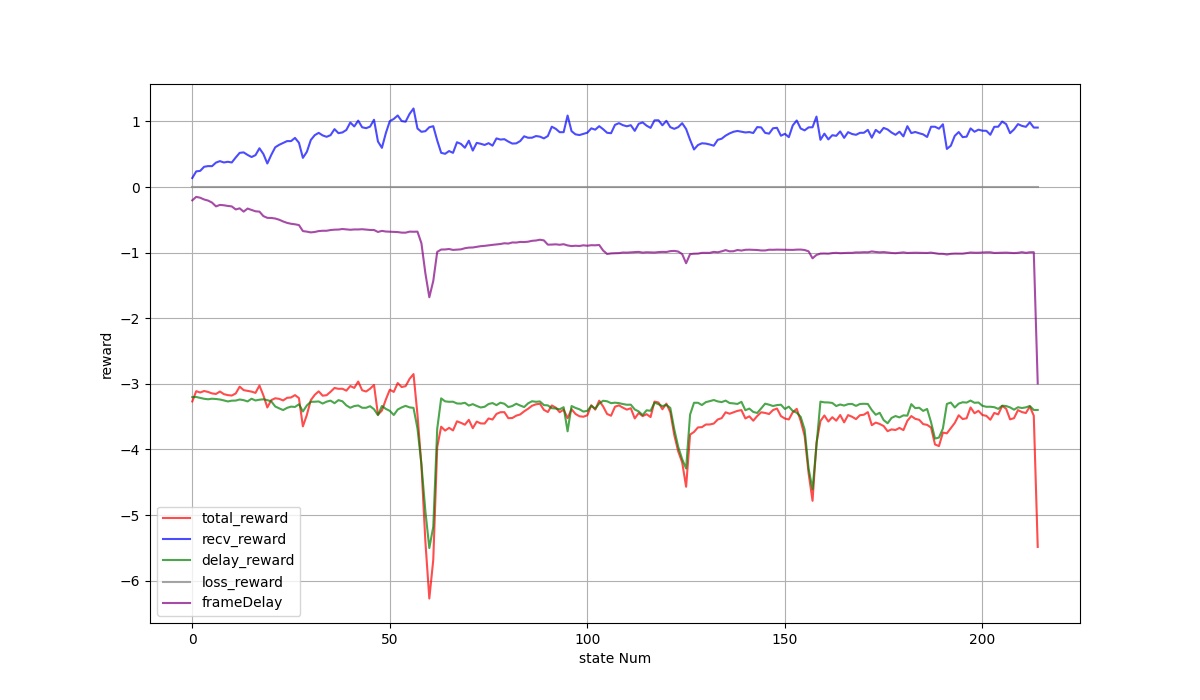 1
0
−1
−2
−3
−4
−5
−6
reward
total_reward
recv_reward
delay_reward
loss_reward
frameDelay
0 50 100 150 200
state Num